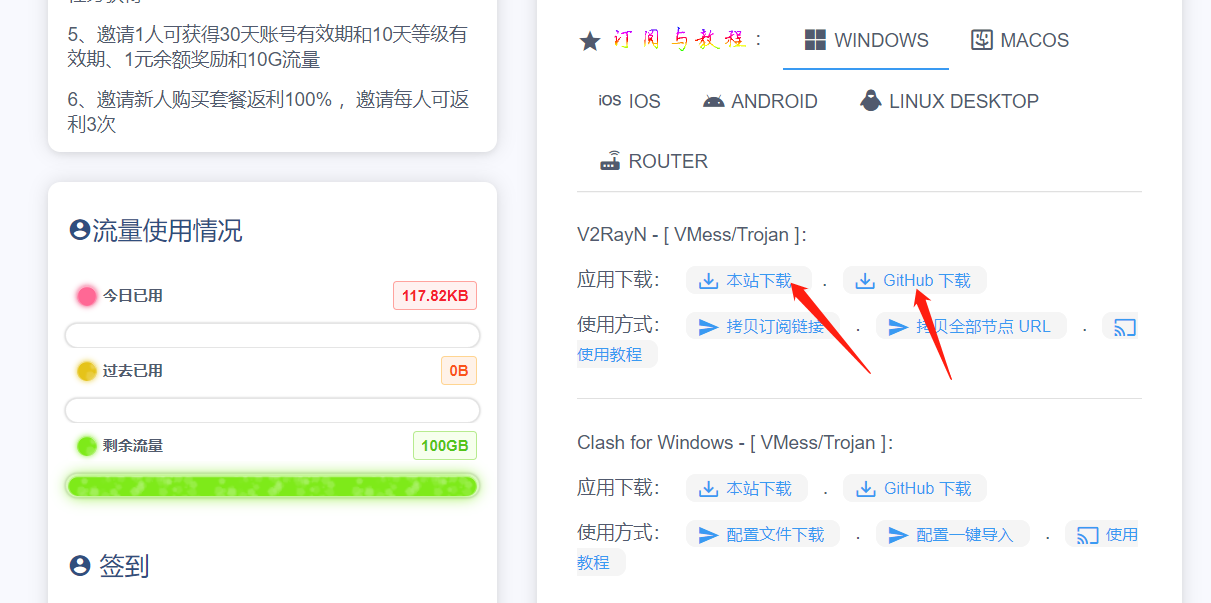 5、邀请1人可获得30天账号有效期和10天等级有
效期、1元余额奖励和10G流量
6、邀请新人购买套餐返利100% ，邀请每人可返
利3次
流量使用情况
今日已用 117.82KB
过去已用 0B
剩余流量 100GB
签到
订阅与教程 :
WINDOWS
MACOS
iOS IOS
ANDROID
LINUX DESKTOP
ROUTER
V2RayN - [ VMess/Trojan ]:
应用下载： 本站下载 . GitHub 下载
使用方式： 拷贝订阅链接 . 拷贝全部节点 URL .
使用教程
Clash for Windows - [ VMess/Trojan ]:
应用下载： 本站下载 . GitHub 下载
使用方式： 配置文件下载 . 配置一键导入 . 使用
教程